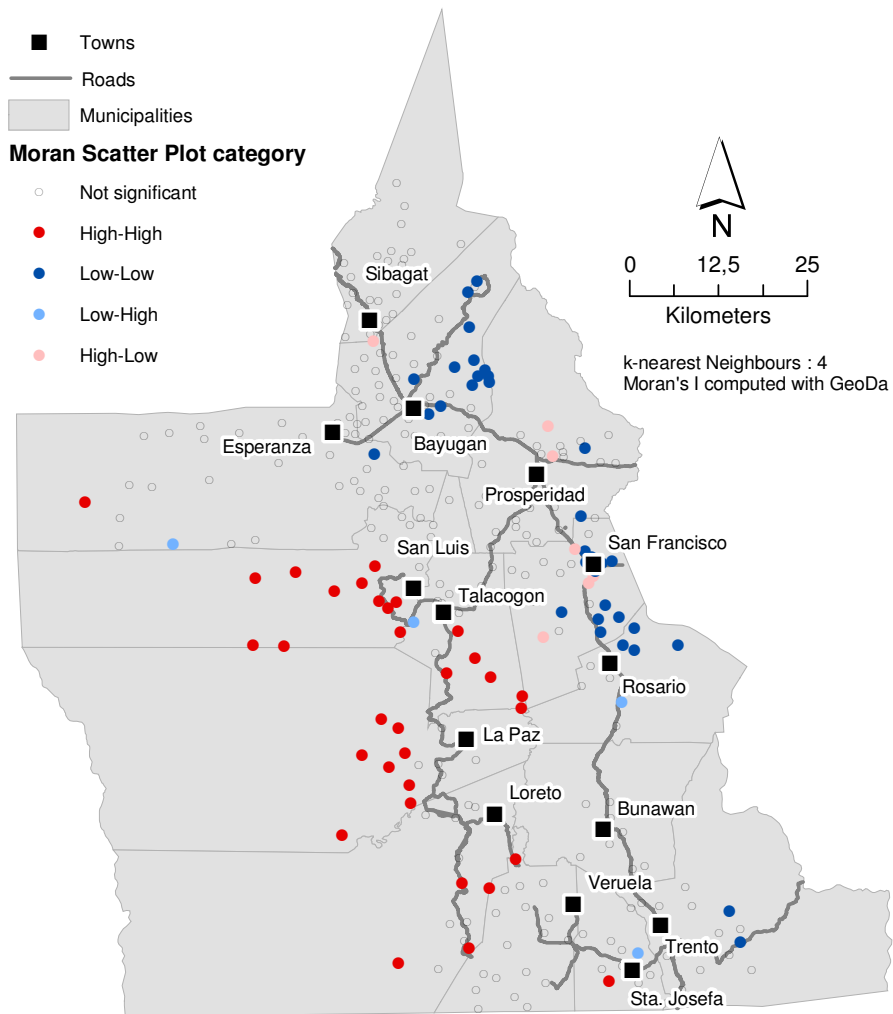 Towns
Roads
Municipalities
Moran Scatter Plot category
Not significant
High-High
Low-Low
Low-High
High-Low
N
0 12,5 25
Kilometers
k-nearest Neighbours : 4
Moran's I computed with GeoDa
Sibagat
Esperanza
Bayugan
Prosperidad
San Luis
San Francisco
Talacogon
Rosario
La Paz
Loreto
Bunawan
Veruela
Trento
Sta. Josefa